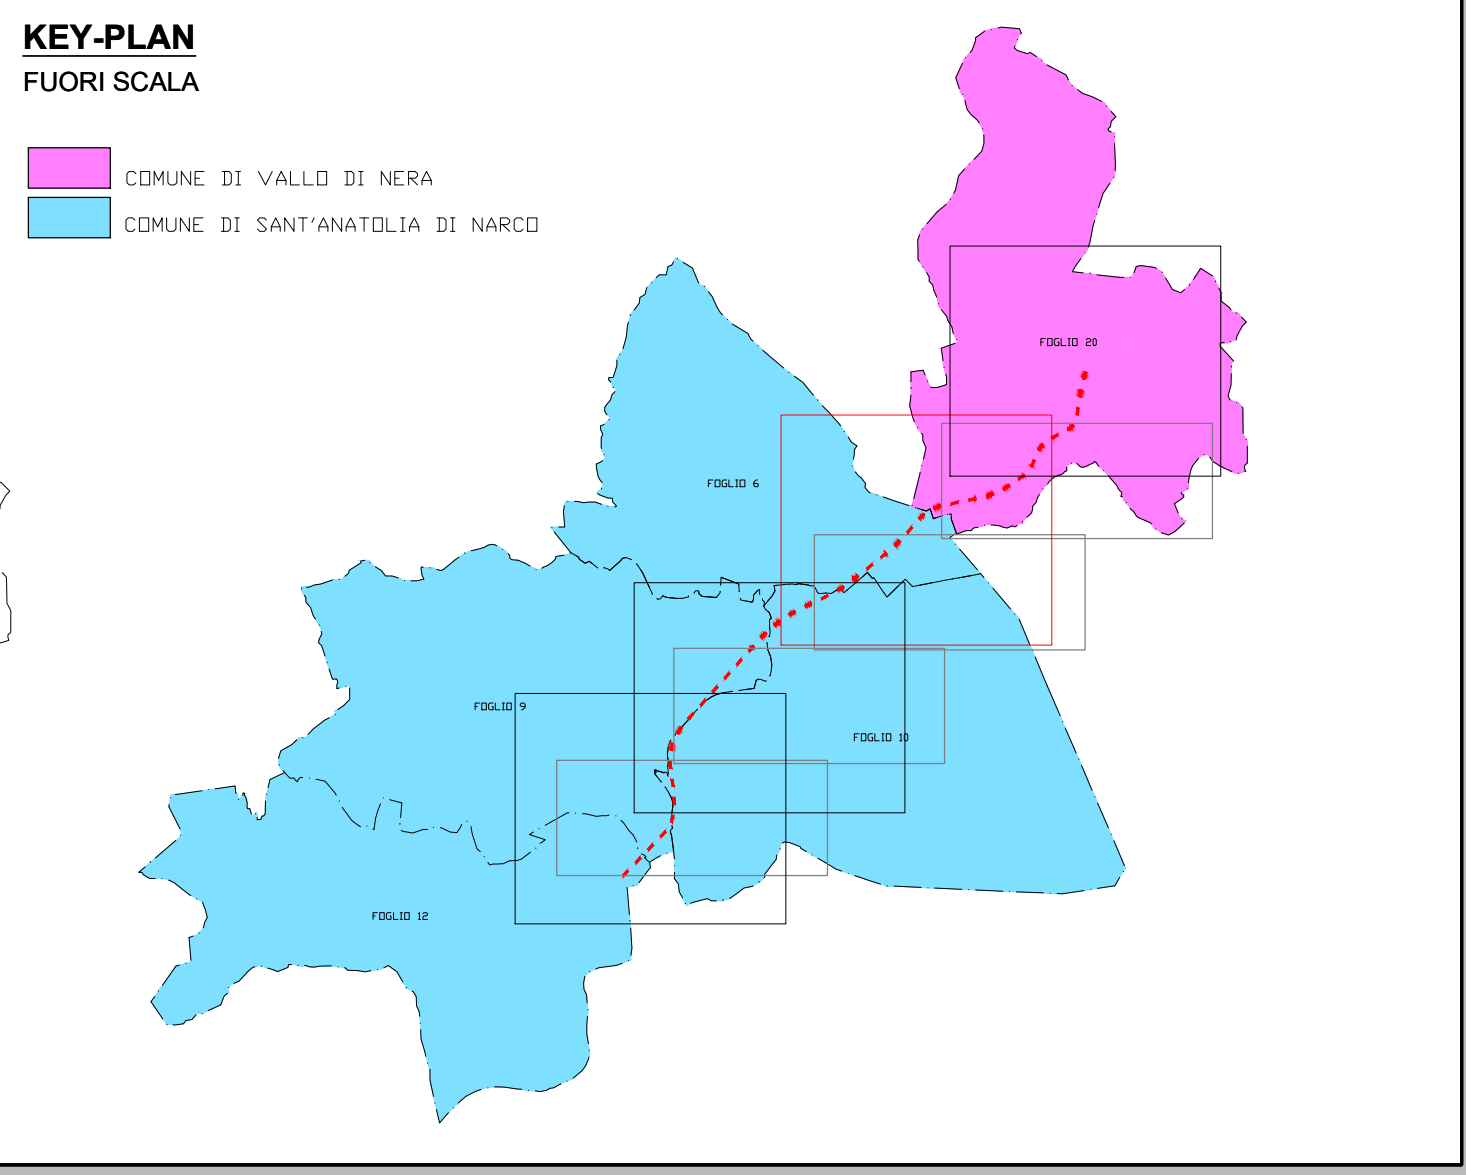 KEY-PLAN
FUORI SCALA
COMUNE DI VALLO DI NERA
COMUNE DI SANT'ANATOLIA DI NARCO
FOGLIO 20
FOGLIO 6
FOGLIO 9
FOGLIO 10
FOGLIO 12